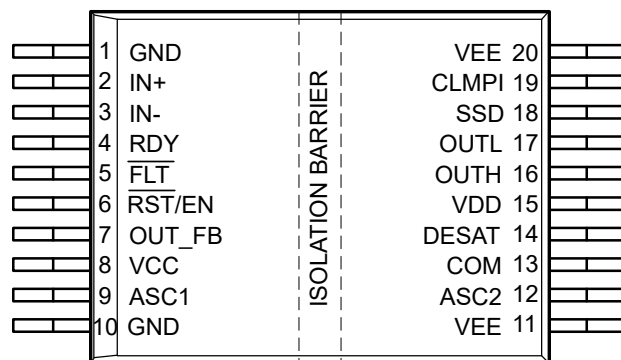 1 GND
2 IN+
3 IN-
4 RDY
5 FLT
6 RST/EN
7 OUT_FB
8 VCC
9 ASC1
10 GND
ISOLATION BARRIER
VEE 20
CLMPI 19
SSD 18
OUTL 17
OUTH 16
VDD 15
DESAT 14
COM 13
ASC2 12
VEE 11